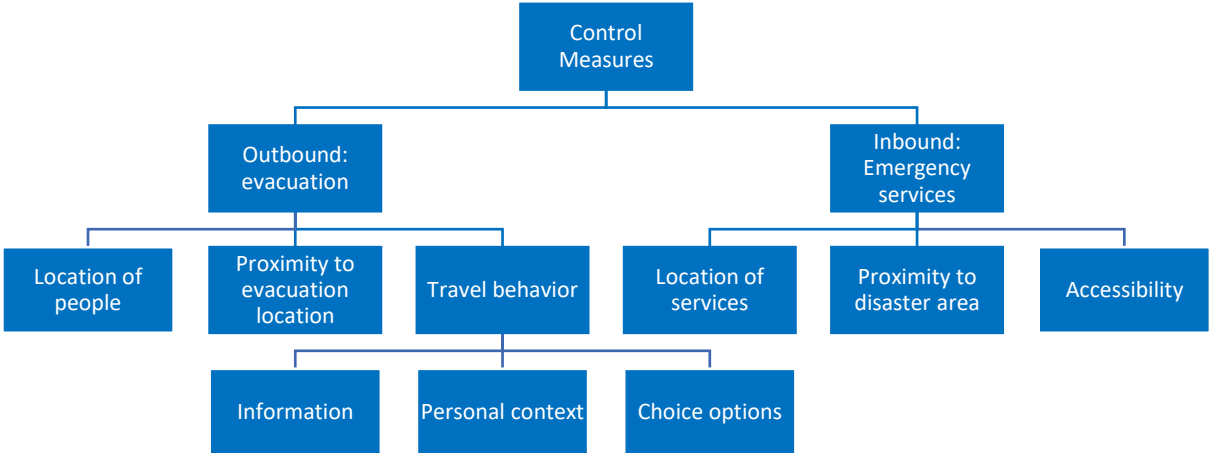 Control
Measures
Outbound:
evacuation
Inbound:
Emergency
services
Location of
people
Proximity to
evacuation
location
Travel behavior
Location of
services
Proximity to
disaster area
Accessibility
Information
Personal context
Choice options